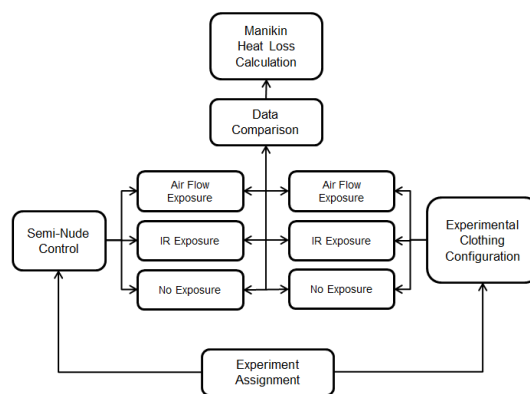 Manikin
Heat Loss
Calculation
Data
Comparison
Air Flow
Exposure
Air Flow
Exposure
Semi-Nude
Control
IR Exposure
IR Exposure
Experimental
Clothing
Configuration
No Exposure
No Exposure
Experiment
Assignment